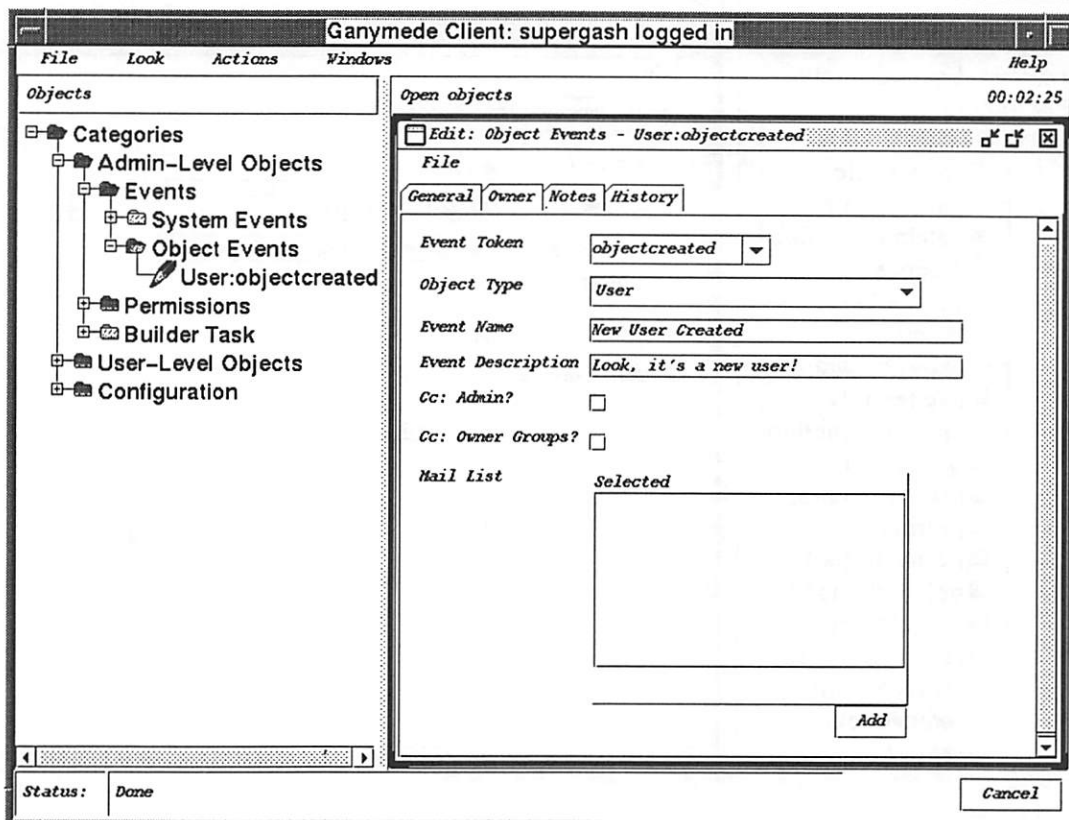 Ganymede Client: supergash logged in
File Look Actions Windows Help
Objects
Open objects 00:02:25
Categories
Admin-Level Objects
Events
System Events
Object Events
User:objectcreated
Permissions
Builder Task
User-Level Objects
Configuration
Edit: Object Events - User:objectcreated
File
General Owner Notes History
Event Token objectcreated
Object Type User
Event Name New User Created
Event Description Look, it's a new user!
Cc: Admin?
Cc: Owner Groups?
Mail List Selected
Add
Status: Done
Cancel